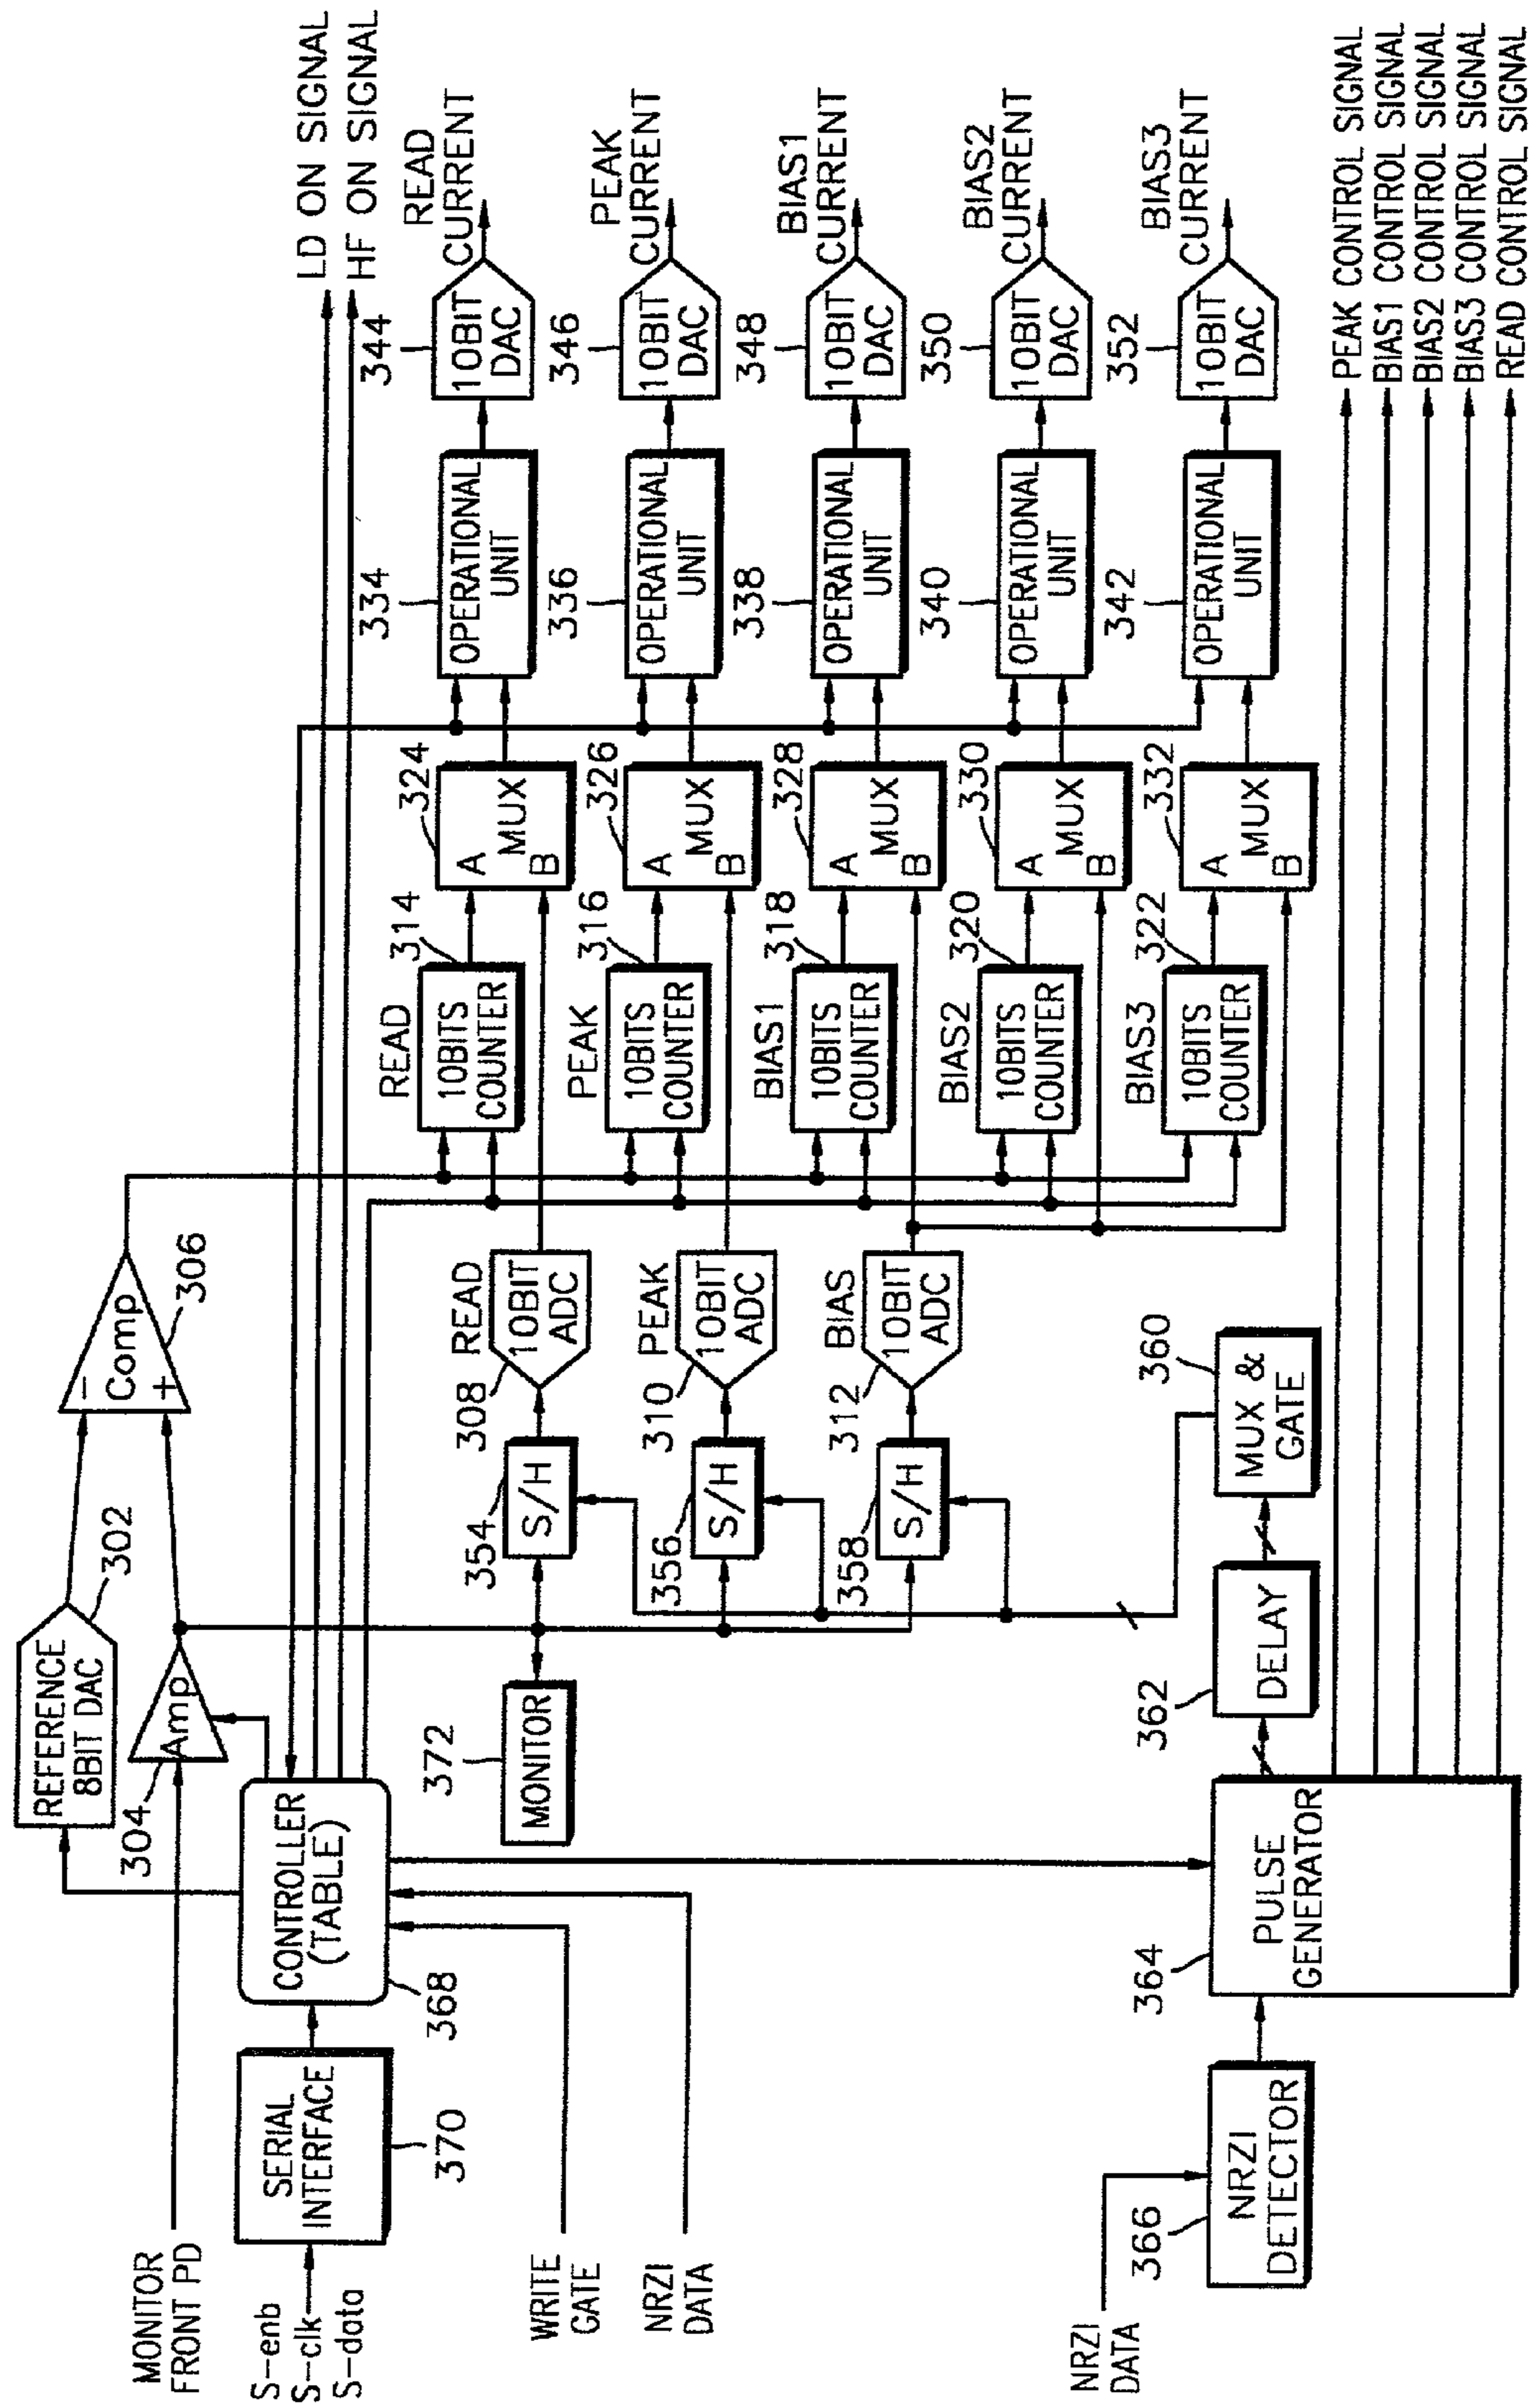 MONITOR
FRONT PD
S-enb
S-clk
S-data
SERIAL
INTERFACE
370
WRITE
GATE
NRZI
DATA
NRZI
DATA
NRZI
DETECTOR
366
REFERENCE
8BIT DAC
302
Amp
304
CONTROLLER
(TABLE)
368
MONITOR
372
PULSE
GENERATOR
364
DELAY
362
MUX &
GATE
360
-
Comp
+
306
S/H
354
S/H
356
S/H
358
READ
10BIT
ADC
308
PEAK
10BIT
ADC
310
BIAS
10BIT
ADC
312
READ
10BITS
COUNTER
314
PEAK
10BITS
COUNTER
316
BIAS1
10BITS
COUNTER
318
BIAS2
10BITS
COUNTER
320
BIAS3
10BITS
COUNTER
322
324
A
MUX
B
326
A
MUX
B
328
A
MUX
B
330
A
MUX
B
332
A
MUX
B
334
OPERATIONAL
UNIT
336
OPERATIONAL
UNIT
338
OPERATIONAL
UNIT
340
OPERATIONAL
UNIT
342
OPERATIONAL
UNIT
344
10BIT
DAC
346
10BIT
DAC
348
10BIT
DAC
350
10BIT
DAC
352
10BIT
DAC
LD ON SIGNAL
HF ON SIGNAL
READ
CURRENT
PEAK
CURRENT
BIAS1
CURRENT
BIAS2
CURRENT
BIAS3
CURRENT
PEAK CONTROL SIGNAL
BIAS1 CONTROL SIGNAL
BIAS2 CONTROL SIGNAL
BIAS3 CONTROL SIGNAL
READ CONTROL SIGNAL